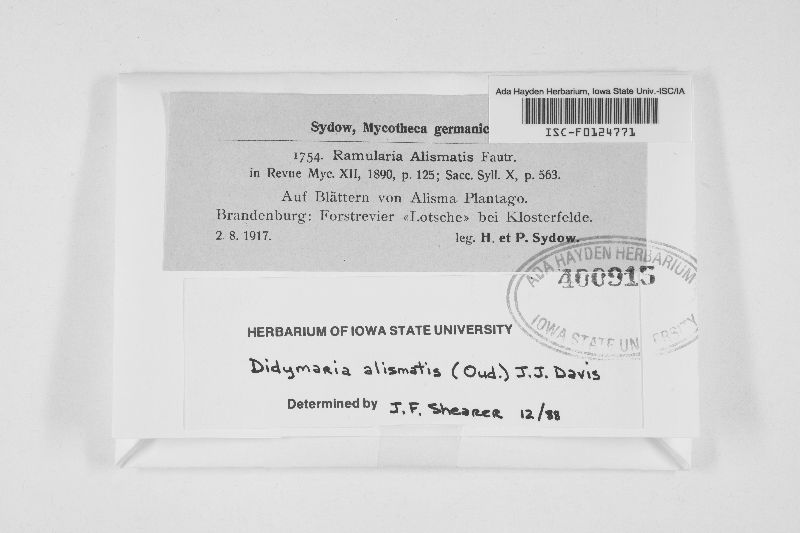 Ada Hayden Herbarium, Iowa State Univ.-ISC/IA
ISC-F0124771
Sydow, Mycotheca germanic
1754. Ramularia Alismatis Fautr.
in Revue Myc. XII, 1890, p. 125; Sacc. Syll. X, p. 563.
Auf Blättern von Alisma Plantago.
Brandenburg: Forstrevier «Lotsche» bei Klosterfelde.
2. 8. 1917. leg. H. et P. Sydow.
ADA HAYDEN HERBARIUM
400915
IOWA STATE UNIVERSITY
HERBARIUM OF IOWA STATE UNIVERSITY
Didymaria alismatis (Oud.) J.J. Davis
Determined by J.F. Shearer 12/88